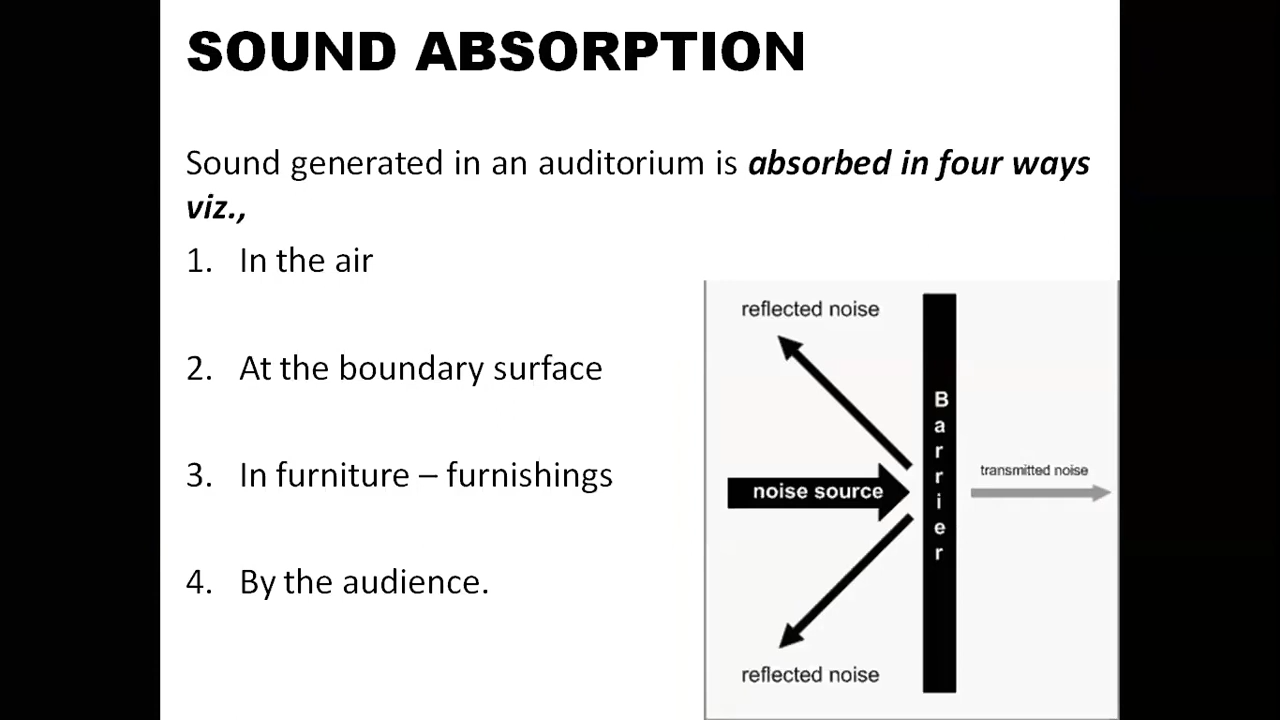 SOUND ABSORPTION
Sound generated in an auditorium is absorbed in four ways
viz.,
1. In the air
2. At the boundary surface
3. In furniture – furnishings
4. By the audience.
reflected noise
noise source
Barrier
transmitted noise
reflected noise